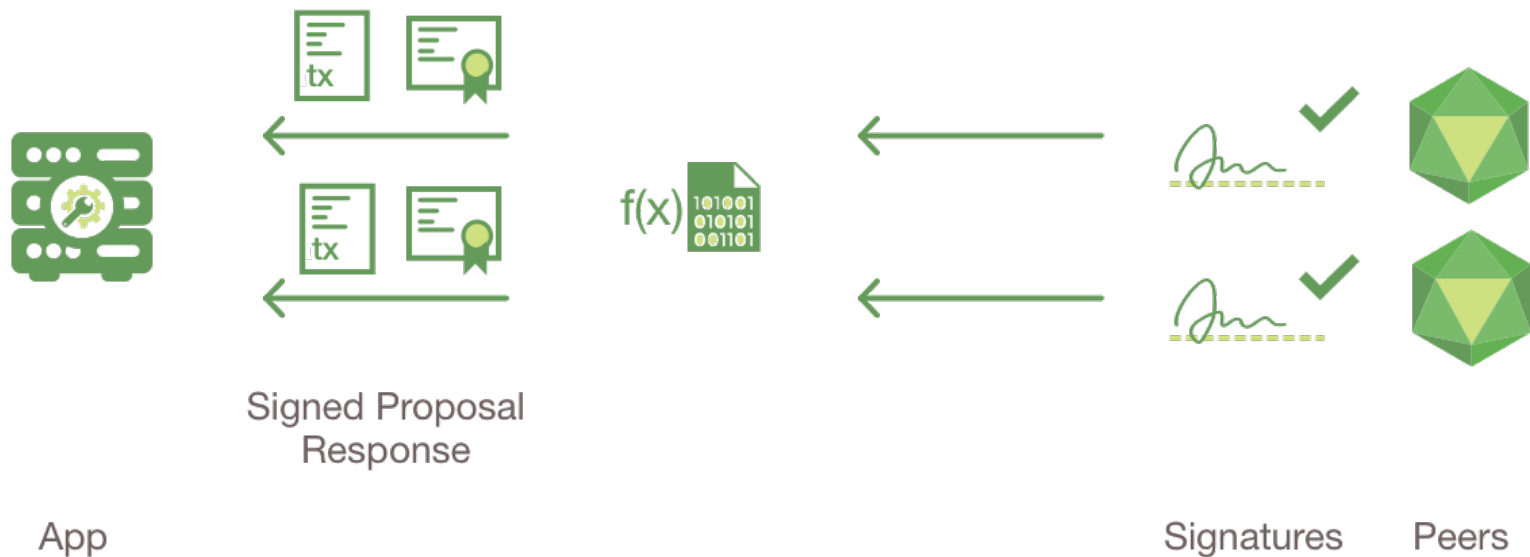 tx
tx
f(x)
101001
010101
001101
Signed Proposal
Response
App
Signatures
Peers